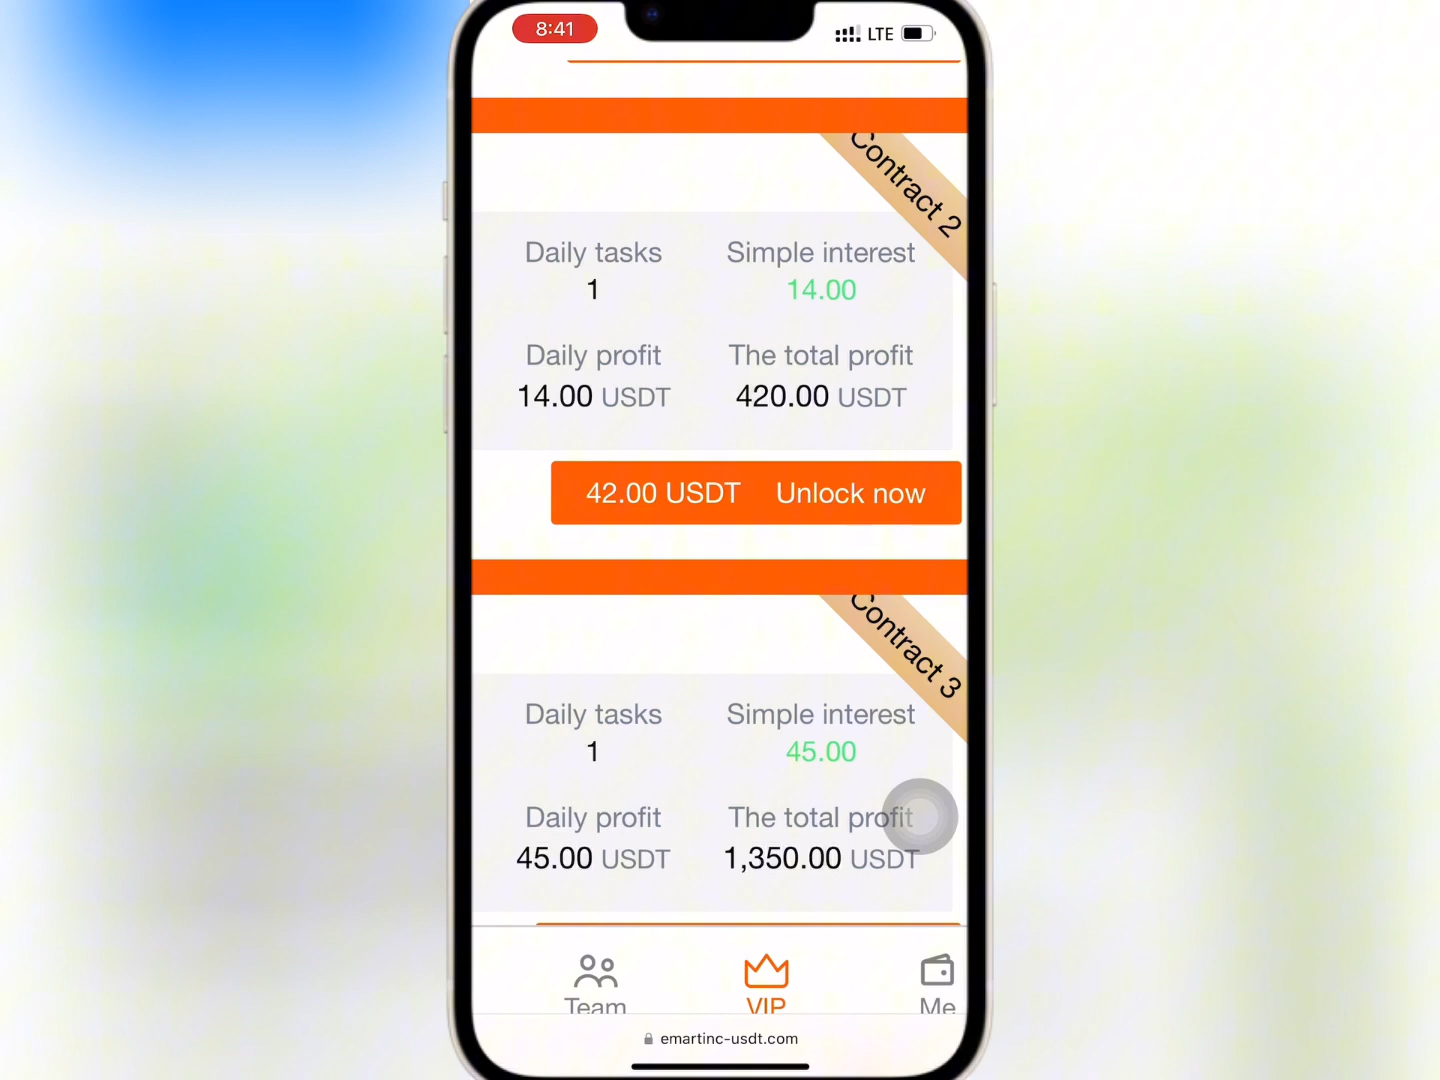 8:41 LTE
Contract 2
Daily tasks Simple interest
1 14.00
Daily profit The total profit
14.00 USDT 420.00 USDT
42.00 USDT Unlock now
Contract 3
Daily tasks Simple interest
1 45.00
Daily profit The total profit
45.00 USDT 1,350.00 USDT
Team VIP Me
emartinc-usdt.com